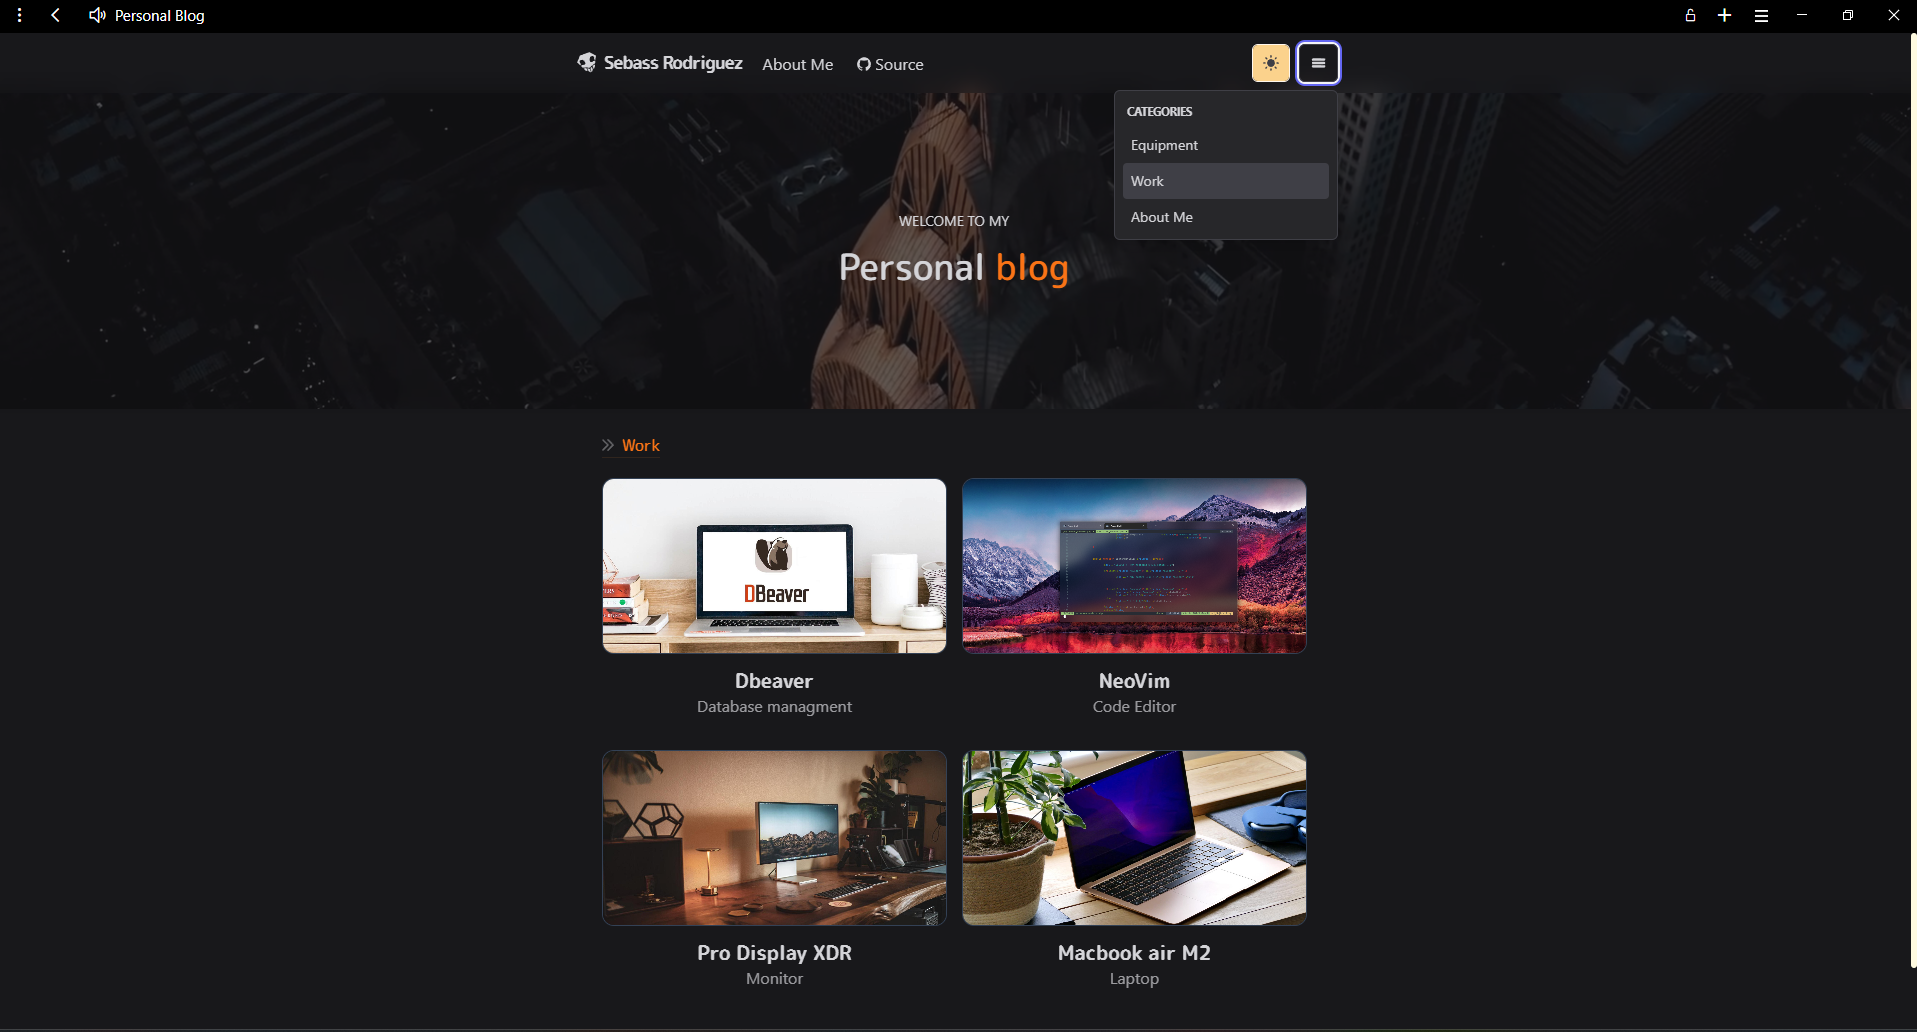 Personal Blog
Sebass Rodriguez
About Me
Source
CATEGORIES
Equipment
Work
About Me
WELCOME TO MY
Personal blog
Work
DBeaver
Dbeaver
Database managment
NeoVim
Code Editor
Pro Display XDR
Monitor
Macbook air M2
Laptop